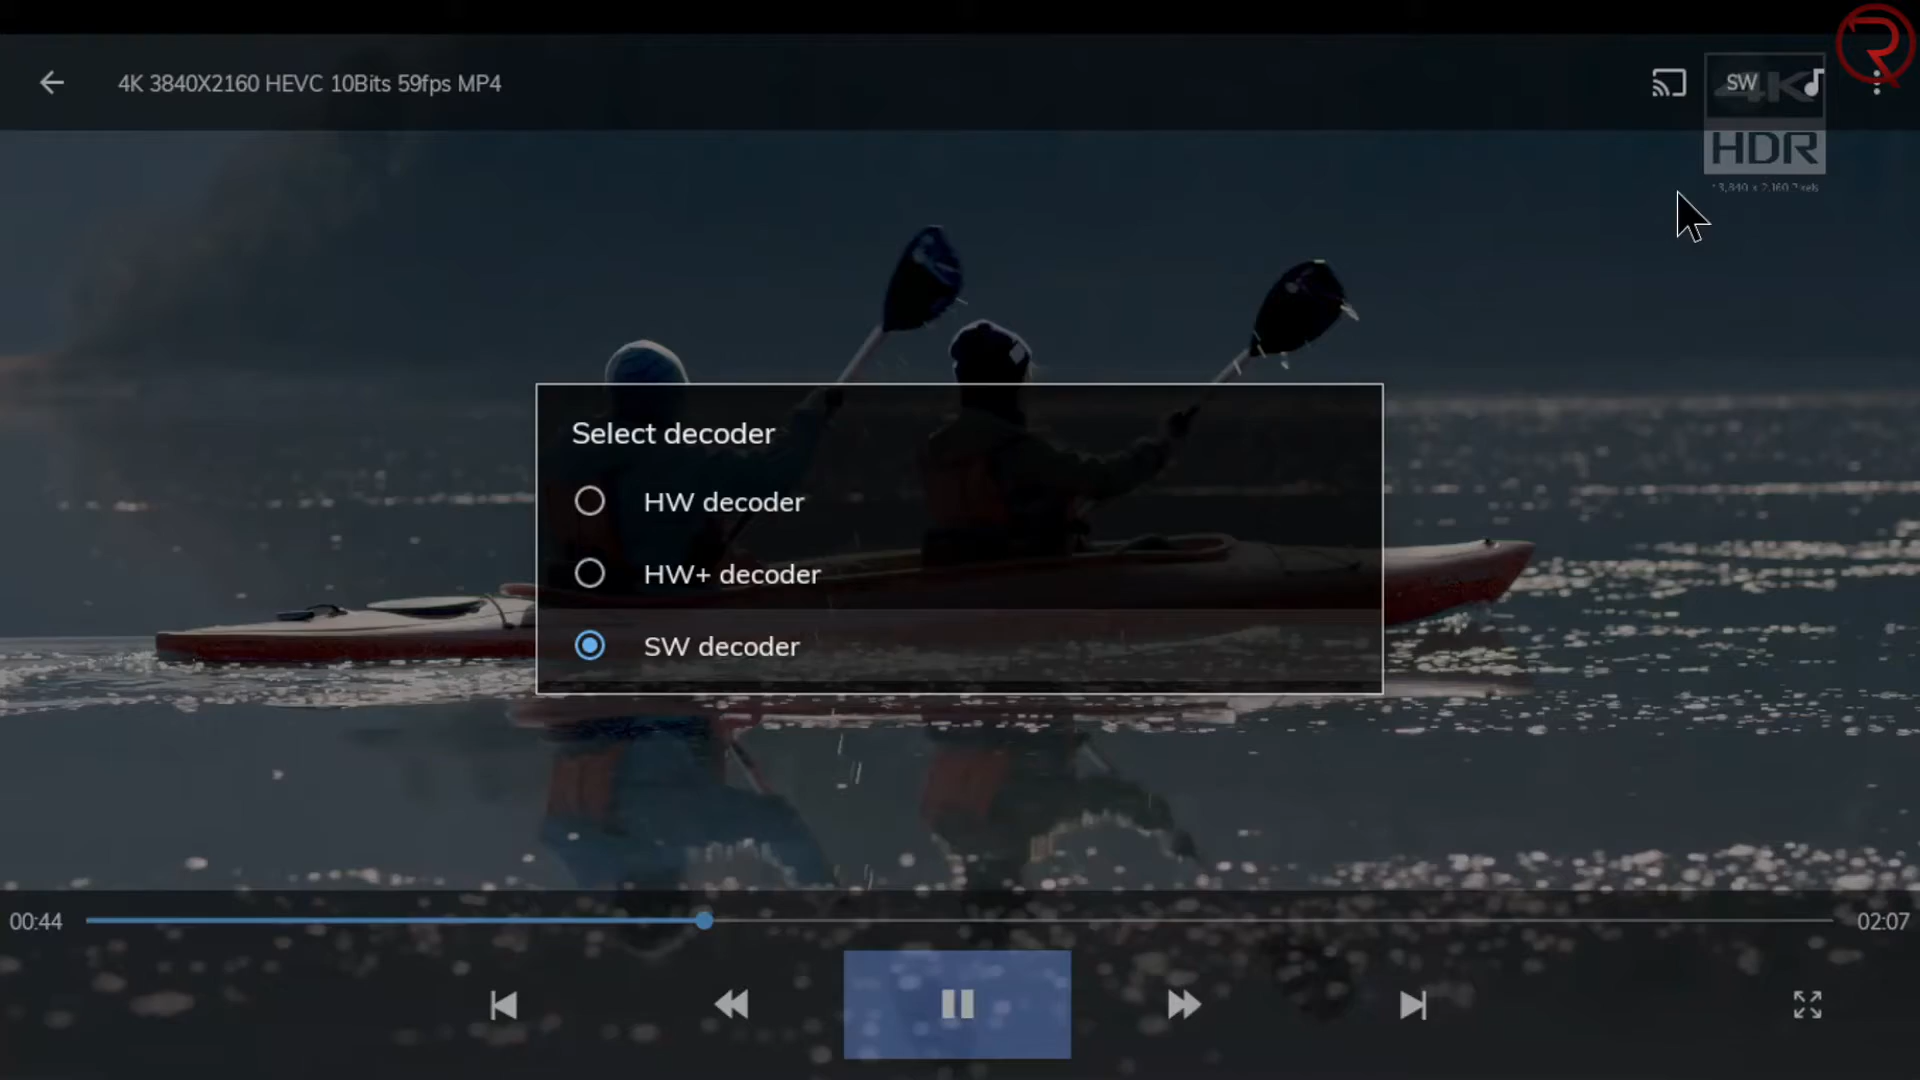 4K 3840X2160 HEVC 10Bits 59fps MP4
SW
4K
HDR
Select decoder
HW decoder
HW+ decoder
SW decoder
00:44
02:07